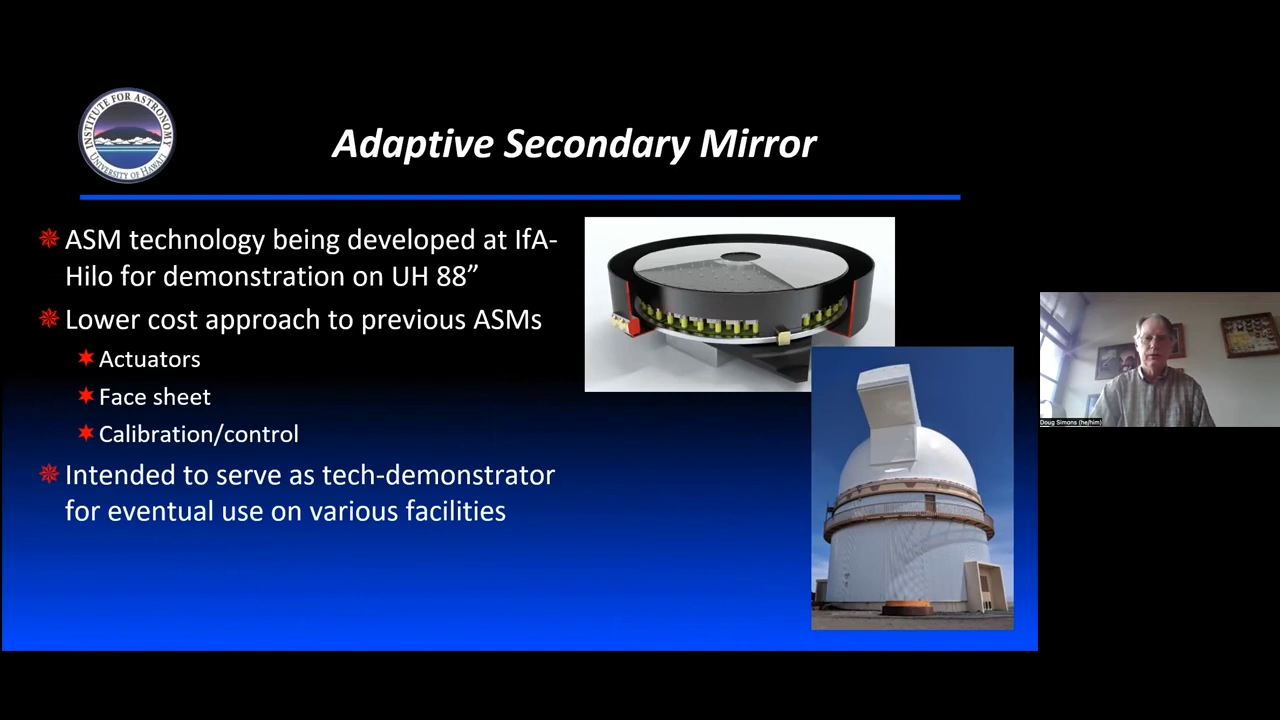 INSTITUTE FOR ASTRONOMY
UNIVERSITY OF HAWAI'I
Adaptive Secondary Mirror
ASM technology being developed at IfA-
Hilo for demonstration on UH 88”
Lower cost approach to previous ASMs
Actuators
Face sheet
Calibration/control
Intended to serve as tech-demonstrator
for eventual use on various facilities
Doug Simons (he/him)